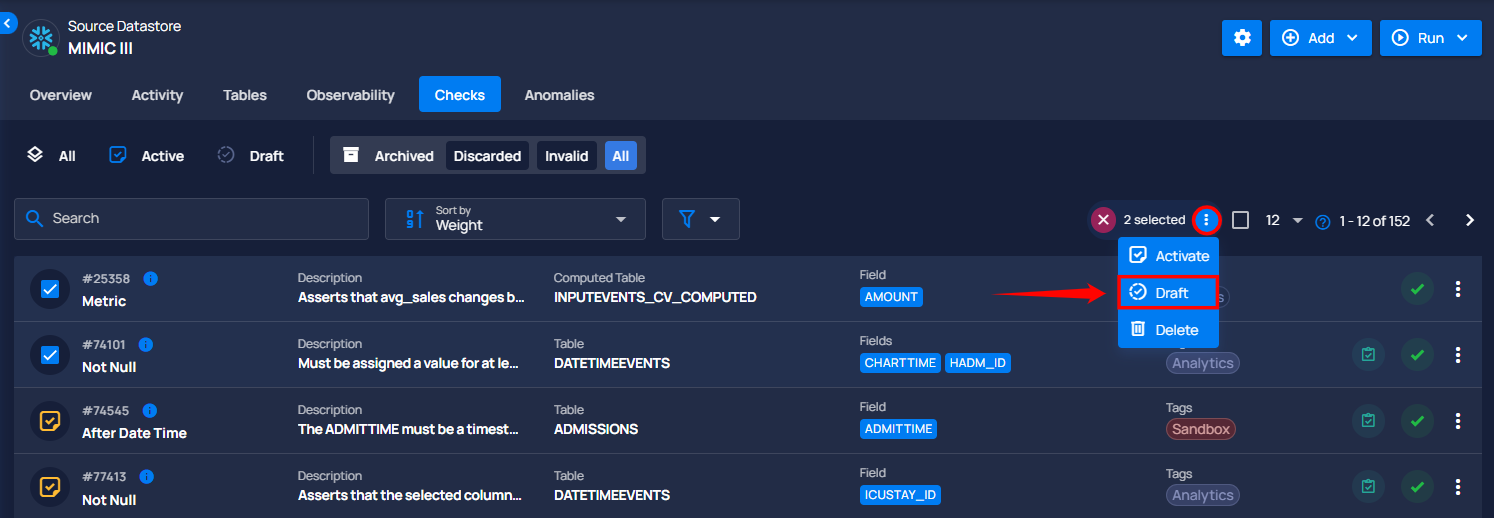 Source Datastore
MIMIC III
Add
Run
Overview
Activity
Tables
Observability
Checks
Anomalies
All
Active
Draft
Archived
Discarded
Invalid
All
Search
Sort by
Weight
2 selected
12
1 - 12 of 152
Activate
Draft
Delete
#25358
Metric
Description
Asserts that avg_sales changes b...
Computed Table
INPUTEVENTS_CV_COMPUTED
Field
AMOUNT
#74101
Not Null
Description
Must be assigned a value for at le...
Table
DATETIMEEVENTS
Fields
CHARTTIME
HADM_ID
Analytics
#74545
After Date Time
Description
The ADMITTIME must be a timest...
Table
ADMISSIONS
Field
ADMITTIME
Tags
Sandbox
#77413
Not Null
Description
Asserts that the selected column...
Table
DATETIMEEVENTS
Field
ICUSTAY_ID
Tags
Analytics